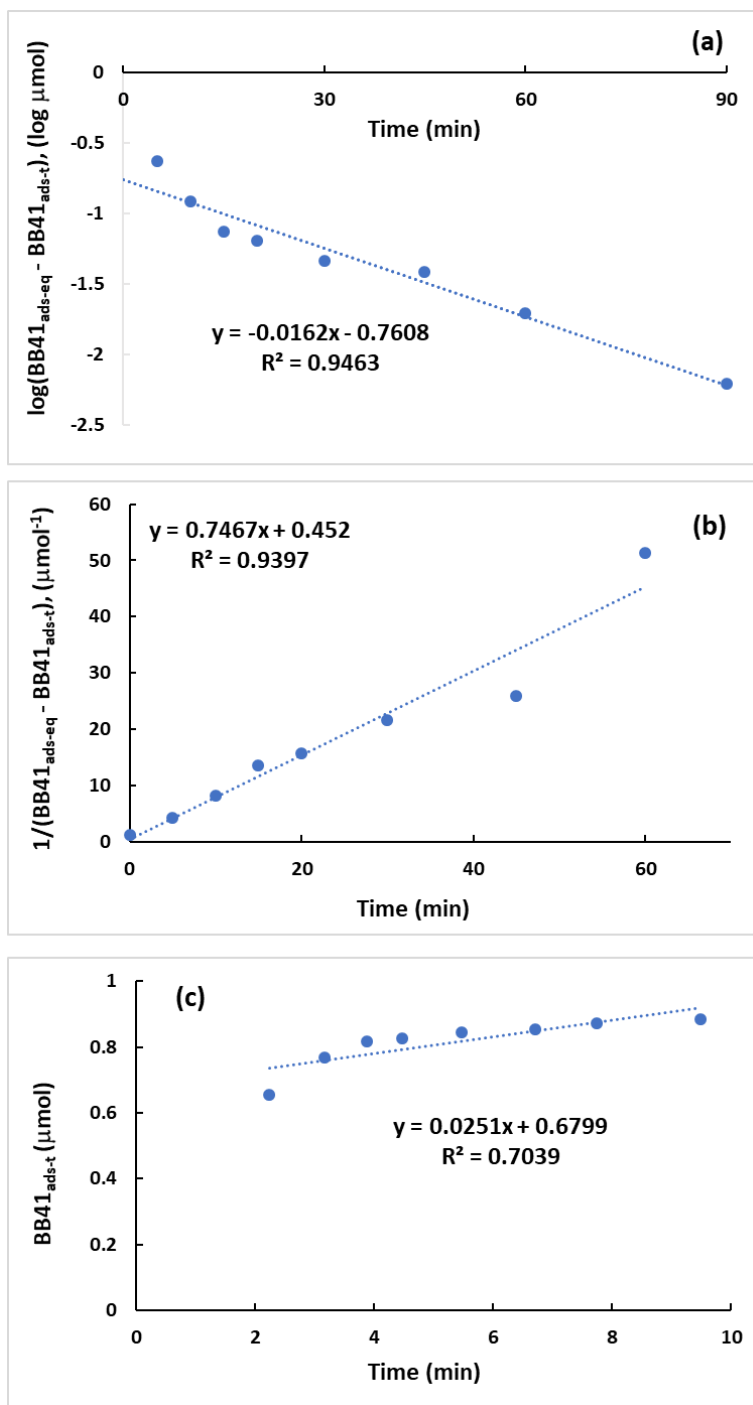 (a)
0
0
30
60
90
Time (min)
-0.5
-1
-1.5
-2
-2.5
log(BB41ads-eq - BB41ads-t), (log μmol)
y = -0.0162x - 0.7608
R² = 0.9463
(b)
60
50
40
30
20
10
0
1/(BB41ads-eq - BB41ads-t), (μmol-1)
y = 0.7467x + 0.452
R² = 0.9397
0
20
40
60
Time (min)
(c)
1
0.8
0.6
0.4
0.2
0
BB41ads-t (μmol)
y = 0.0251x + 0.6799
R² = 0.7039
0
2
4
6
8
10
Time (min)